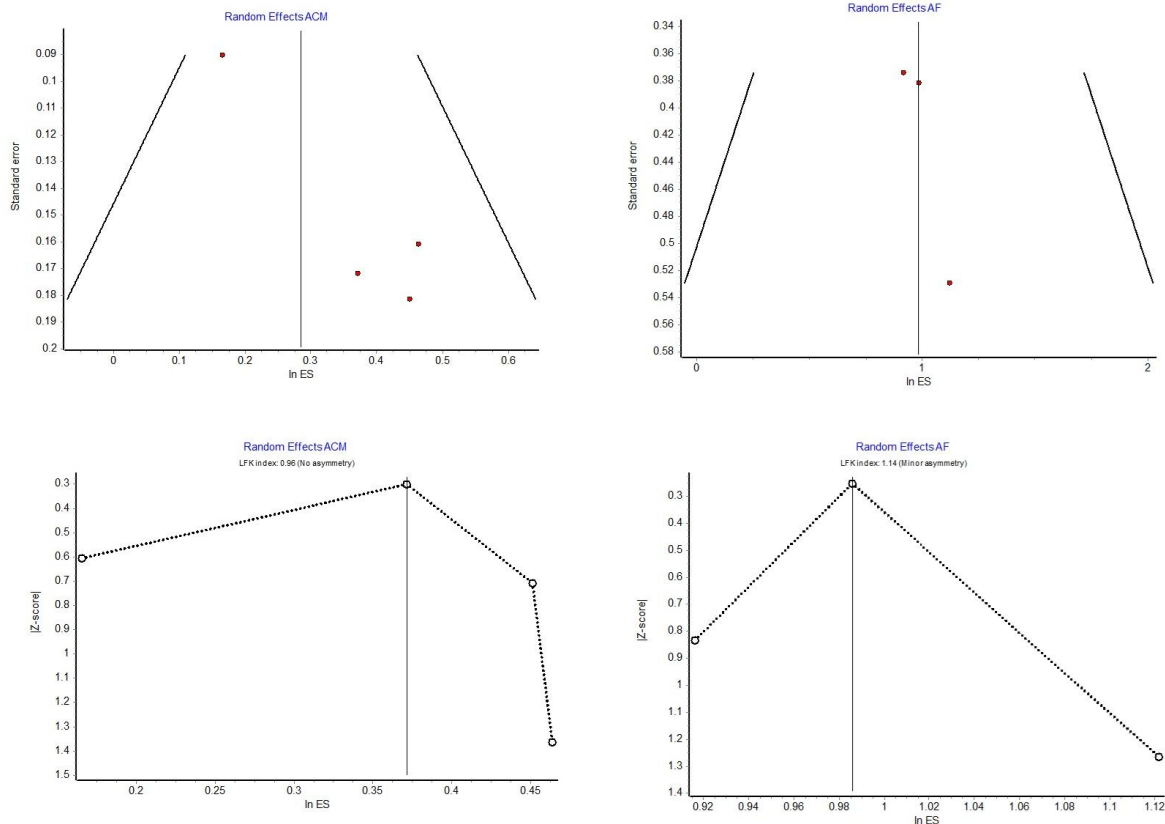 Random Effects ACM
0.09
0.1
0.11
0.12
0.13
0.14
0.15
0.16
0.17
0.18
0.19
0.2
Standard error
0 0.1 0.2 0.3 0.4 0.5 0.6
ln ES
Random Effects AF
0.34
0.36
0.38
0.4
0.42
0.44
0.46
0.48
0.5
0.52
0.54
0.56
0.58
Standard error
0 1 2
ln ES
Random Effects ACM
LFK index: 0.96 (No asymmetry)
0.3
0.4
0.5
0.6
0.7
0.8
0.9
1
1.1
1.2
1.3
1.4
1.5
|Z-score|
0.2 0.25 0.3 0.35 0.4 0.45
ln ES
Random Effects AF
LFK index: 1.14 (Minor asymmetry)
0.3
0.4
0.5
0.6
0.7
0.8
0.9
1
1.1
1.2
1.3
1.4
|Z-score|
0.92 0.94 0.96 0.98 1 1.02 1.04 1.06 1.08 1.1 1.12
ln ES